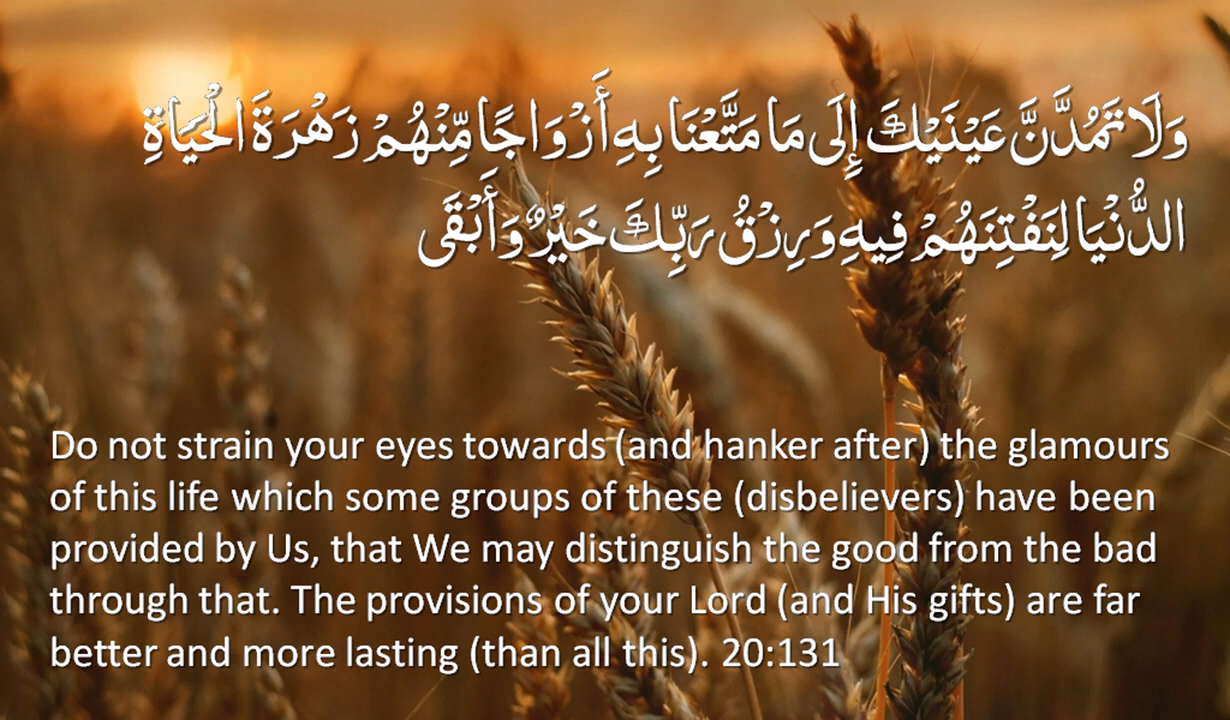 وَلَا تَمُدَّنَّ عَيْنَيْكَ إِلَى مَا مَتَّعْنَا بِهِ أَزْوَاجًا مِّنْهُمْ زَهْرَةَ الْحَيَاةِ
الدُّنْيَا لِنَفْتِنَهُمْ فِيهِ وَرِزْقُ رَبِّكَ خَيْرٌ وَأَبْقَى
Do not strain your eyes towards (and hanker after) the glamours
of this life which some groups of these (disbelievers) have been
provided by Us, that We may distinguish the good from the bad
through that. The provisions of your Lord (and His gifts) are far
better and more lasting (than all this). 20:131